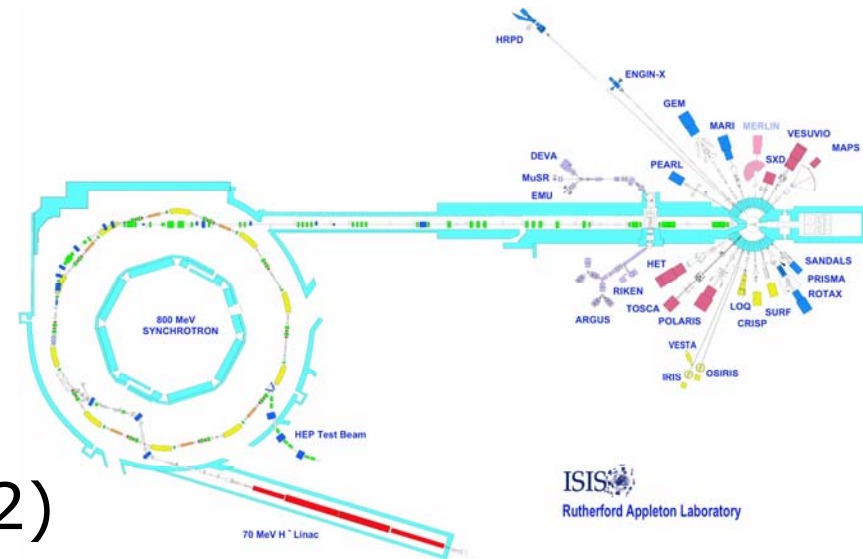 HRPD
ENGIN-X
GEM
MARI
MERLIN
VESUVIO
MAPS
SXD
PEARL
DEVA
MuSR
EMU
SANDALS
PRISMA
ROTAX
HET
RIKEN
ARGUS
TOSCA
POLARIS
LOQ
SURF
CRISP
VESTA
IRIS
OSIRIS
800 MeV
SYNCHROTRON
HEP Test Beam
2)
70 MeV H⁻ Linac
ISIS
Rutherford Appleton Laboratory